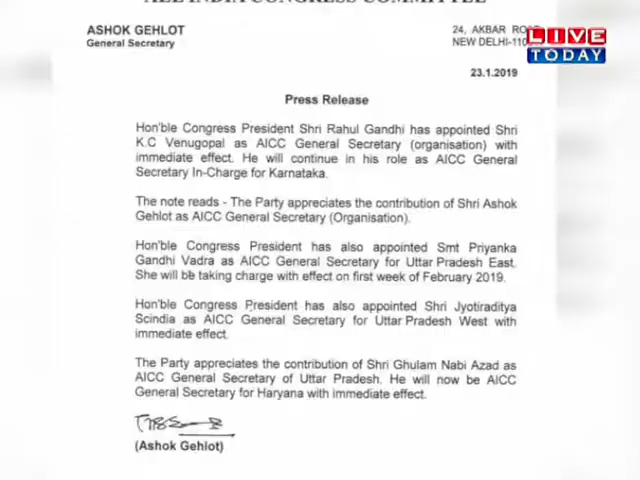 ALL INDIA CONGRESS COMMITTEE
ASHOK GEHLOT
General Secretary
24, AKBAR ROAD
NEW DELHI-110
LIVE
TODAY
23.1.2019
Press Release
Hon'ble Congress President Shri Rahul Gandhi has appointed Shri
K.C Venugopal as AICC General Secretary (organisation) with
immediate effect. He will continue in his role as AICC General
Secretary In-Charge for Karnataka.
The note reads - The Party appreciates the contribution of Shri Ashok
Gehlot as AICC General Secretary (Organisation).
Hon'ble Congress President has also appointed Smt Priyanka
Gandhi Vadra as AICC General Secretary for Uttar Pradesh East.
She will be taking charge with effect on first week of February 2019.
Hon'ble Congress President has also appointed Shri Jyotiraditya
Scindia as AICC General Secretary for Uttar Pradesh West with
immediate effect.
The Party appreciates the contribution of Shri Ghulam Nabi Azad as
AICC General Secretary of Uttar Pradesh. He will now be AICC
General Secretary for Haryana with immediate effect.
(Ashok Gehlot)